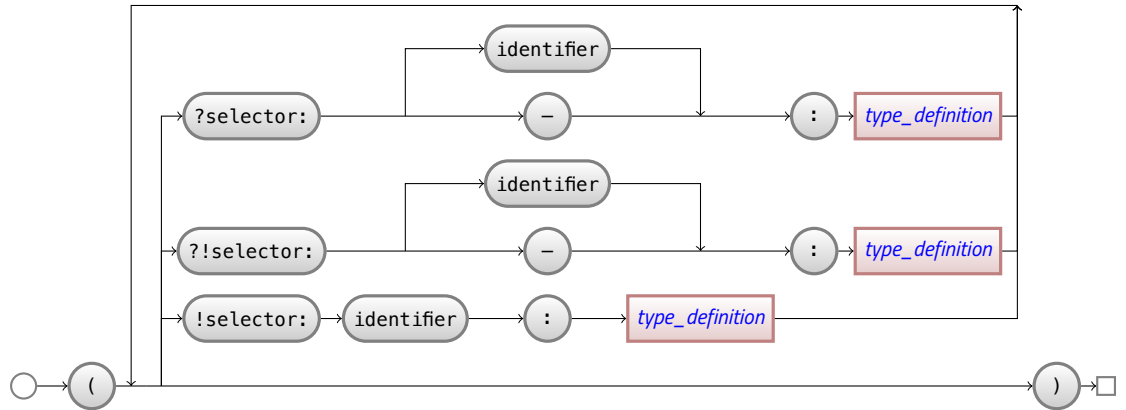 identifier
?selector: – : type_definition
identifier
?!selector: – : type_definition
!selector: identifier : type_definition
( )